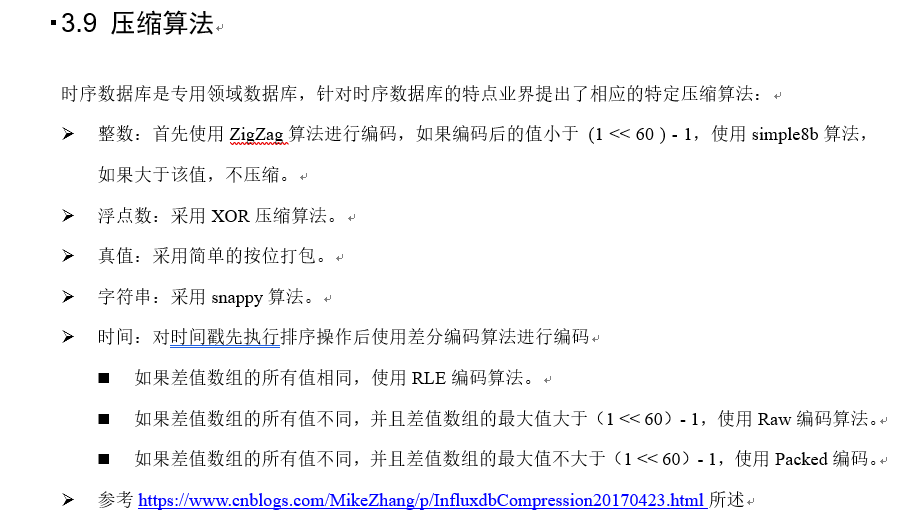 3.9 压缩算法
时序数据库是专用领域数据库，针对时序数据库的特点业界提出了相应的特定压缩算法：
整数：首先使用 ZigZag 算法进行编码，如果编码后的值小于 (1 << 60 ) - 1，使用 simple8b 算法，
如果大于该值，不压缩。
浮点数：采用 XOR 压缩算法。
真值：采用简单的按位打包。
字符串：采用 snappy 算法。
时间：对时间戳先执行排序操作后使用差分编码算法进行编码
如果差值数组的所有值相同，使用 RLE 编码算法。
如果差值数组的所有值不同，并且差值数组的最大值大于（1 << 60）- 1，使用 Raw 编码算法。
如果差值数组的所有值不同，并且差值数组的最大值不大于（1 << 60）- 1，使用 Packed 编码。
参考 https://www.cnblogs.com/MikeZhang/p/InfluxdbCompression20170423.html 所述